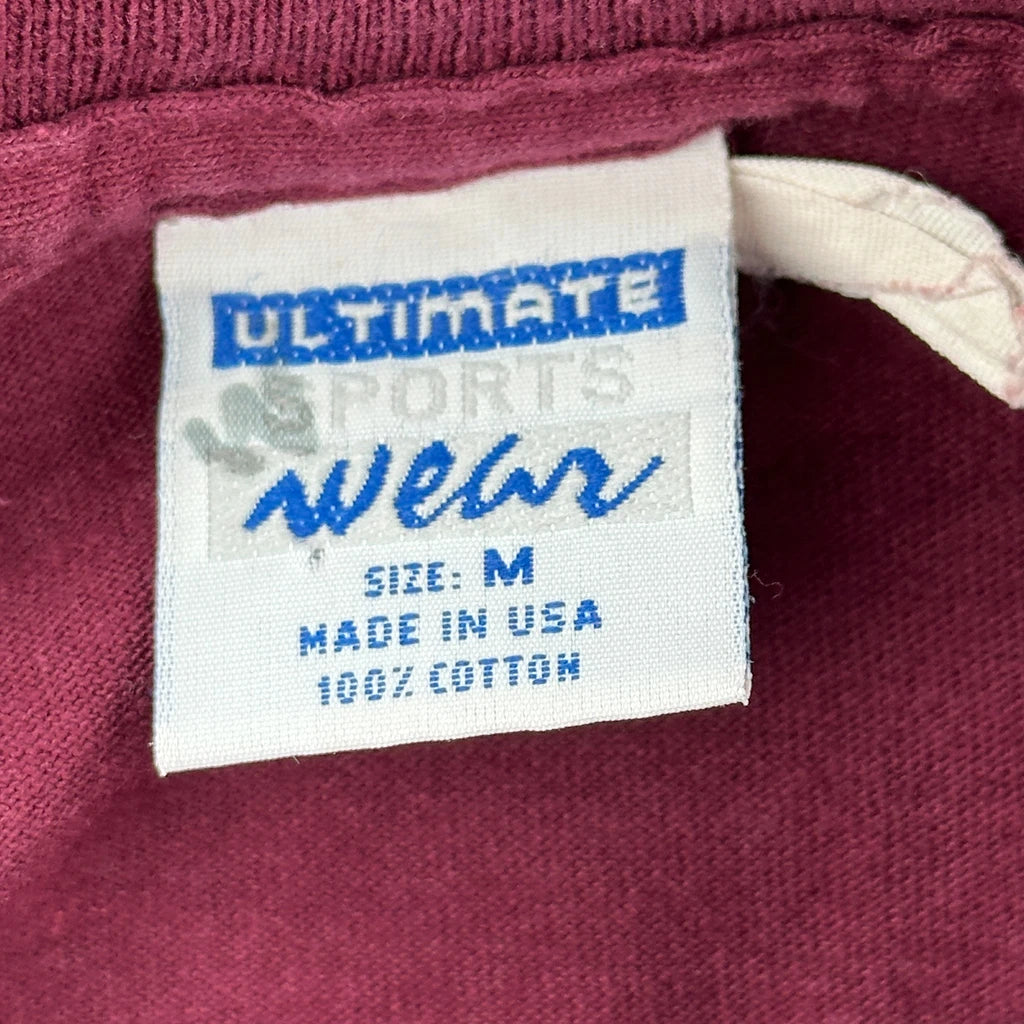 ULTIMATE
SPORTS
wear
SIZE: M
MADE IN USA
100% COTTON